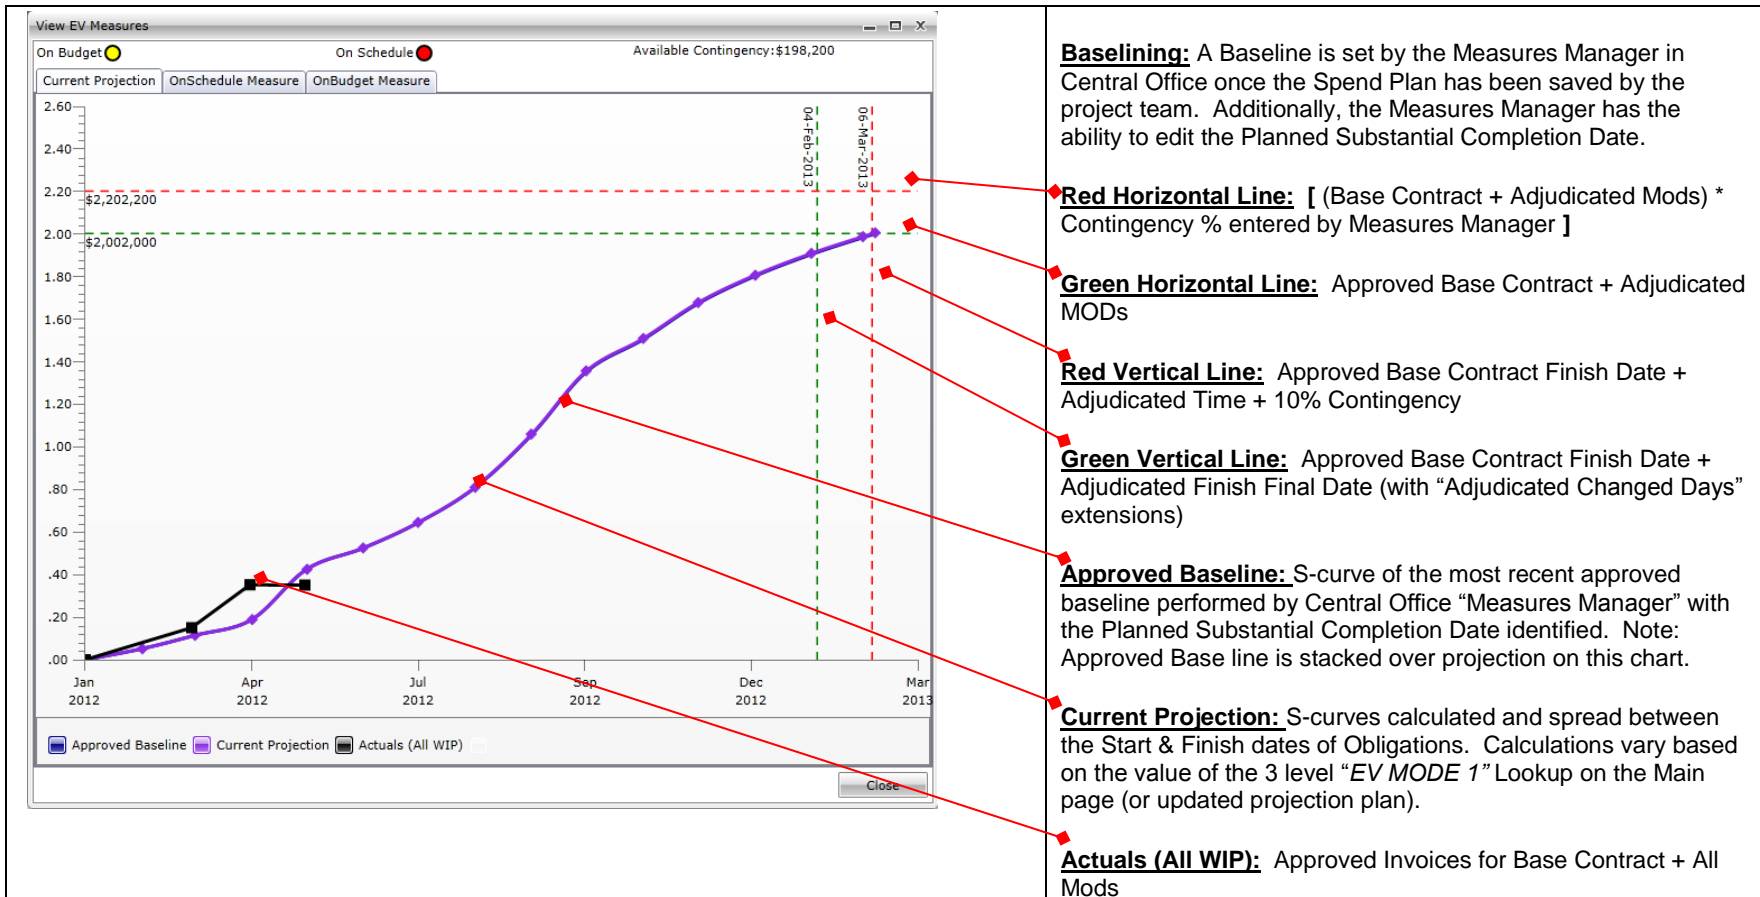 View EV Measures
On Budget
On Schedule
Available Contingency:$198,200
Current Projection
OnSchedule Measure
OnBudget Measure
2.60
2.40
2.20
2.00
1.80
1.60
1.40
1.20
1.00
.80
.60
.40
.20
.00
$2,202,200
$2,002,000
04-Feb-2013
06-Mar-2013
Jan
2012
Apr
2012
Jul
2012
Sep
2012
Dec
2012
Mar
2013
Approved Baseline
Current Projection
Actuals (All WIP)
Close
Baselining: A Baseline is set by the Measures Manager in
Central Office once the Spend Plan has been saved by the
project team. Additionally, the Measures Manager has the
ability to edit the Planned Substantial Completion Date.
Red Horizontal Line: [ (Base Contract + Adjudicated Mods) *
Contingency % entered by Measures Manager ]
Green Horizontal Line: Approved Base Contract + Adjudicated
MODs
Red Vertical Line: Approved Base Contract Finish Date +
Adjudicated Time + 10% Contingency
Green Vertical Line: Approved Base Contract Finish Date +
Adjudicated Finish Final Date (with “Adjudicated Changed Days”
extensions)
Approved Baseline: S-curve of the most recent approved
baseline performed by Central Office “Measures Manager” with
the Planned Substantial Completion Date identified. Note:
Approved Base line is stacked over projection on this chart.
Current Projection: S-curves calculated and spread between
the Start & Finish dates of Obligations. Calculations vary based
on the value of the 3 level “EV MODE 1” Lookup on the Main
page (or updated projection plan).
Actuals (All WIP): Approved Invoices for Base Contract + All
Mods